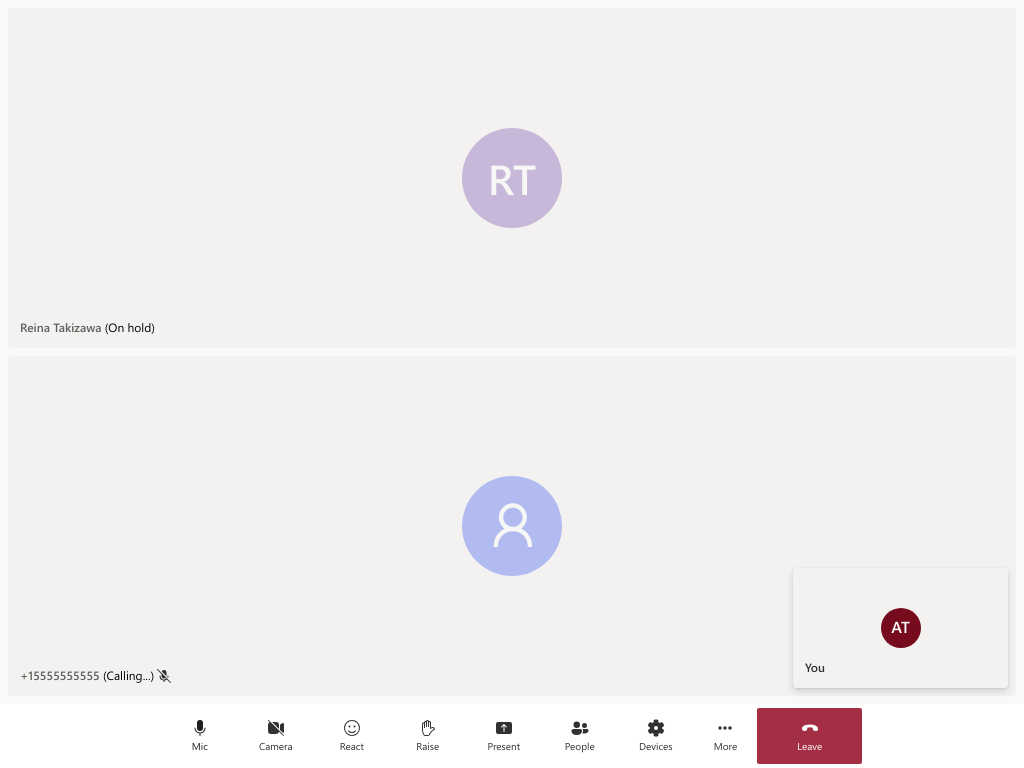 RT
Reina Takizawa (On hold)
AT
You
+15555555555 (Calling...)
Mic Camera React Raise Present People Devices More Leave